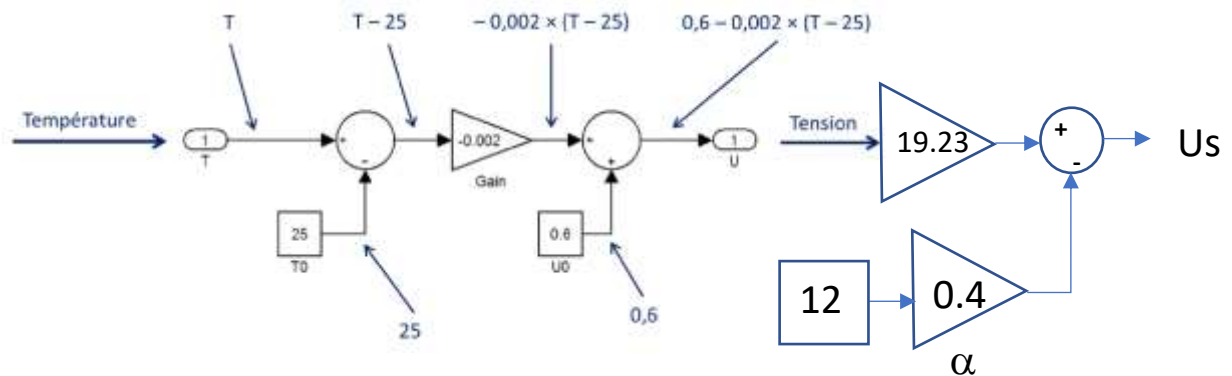 T
T – 25
– 0,002 × (T – 25)
0,6 – 0,002 × (T – 25)
Température
1
T
+
-
-0.002
Gain
+
+
1
U
Tension
19.23
+
-
Us
25
T0
0.6
U0
12
0.4
α
25
0,6